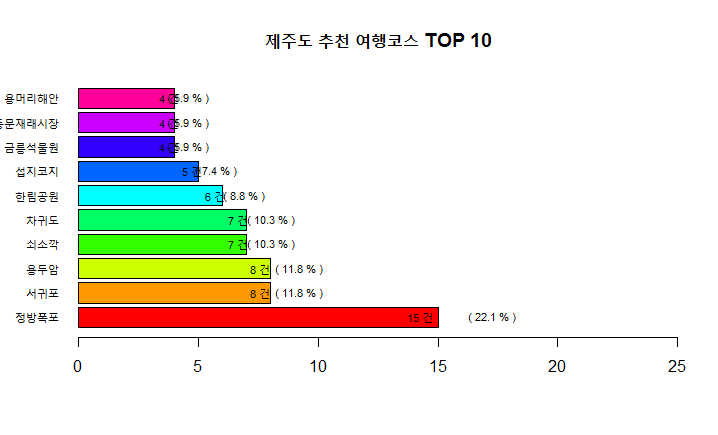 제주도 추천 여행코스 TOP 10
용머리해안 4 건 (5.9 % )
동문재래시장 4 건 (5.9 % )
금릉석물원 4 건 (5.9 % )
섭지코지 5 건 (7.4 % )
한림공원 6 건 ( 8.8 % )
차귀도 7 건 ( 10.3 % )
쇠소깍 7 건 ( 10.3 % )
용두암 8 건 ( 11.8 % )
서귀포 8 건 ( 11.8 % )
정방폭포 15 건 ( 22.1 % )
0 5 10 15 20 25